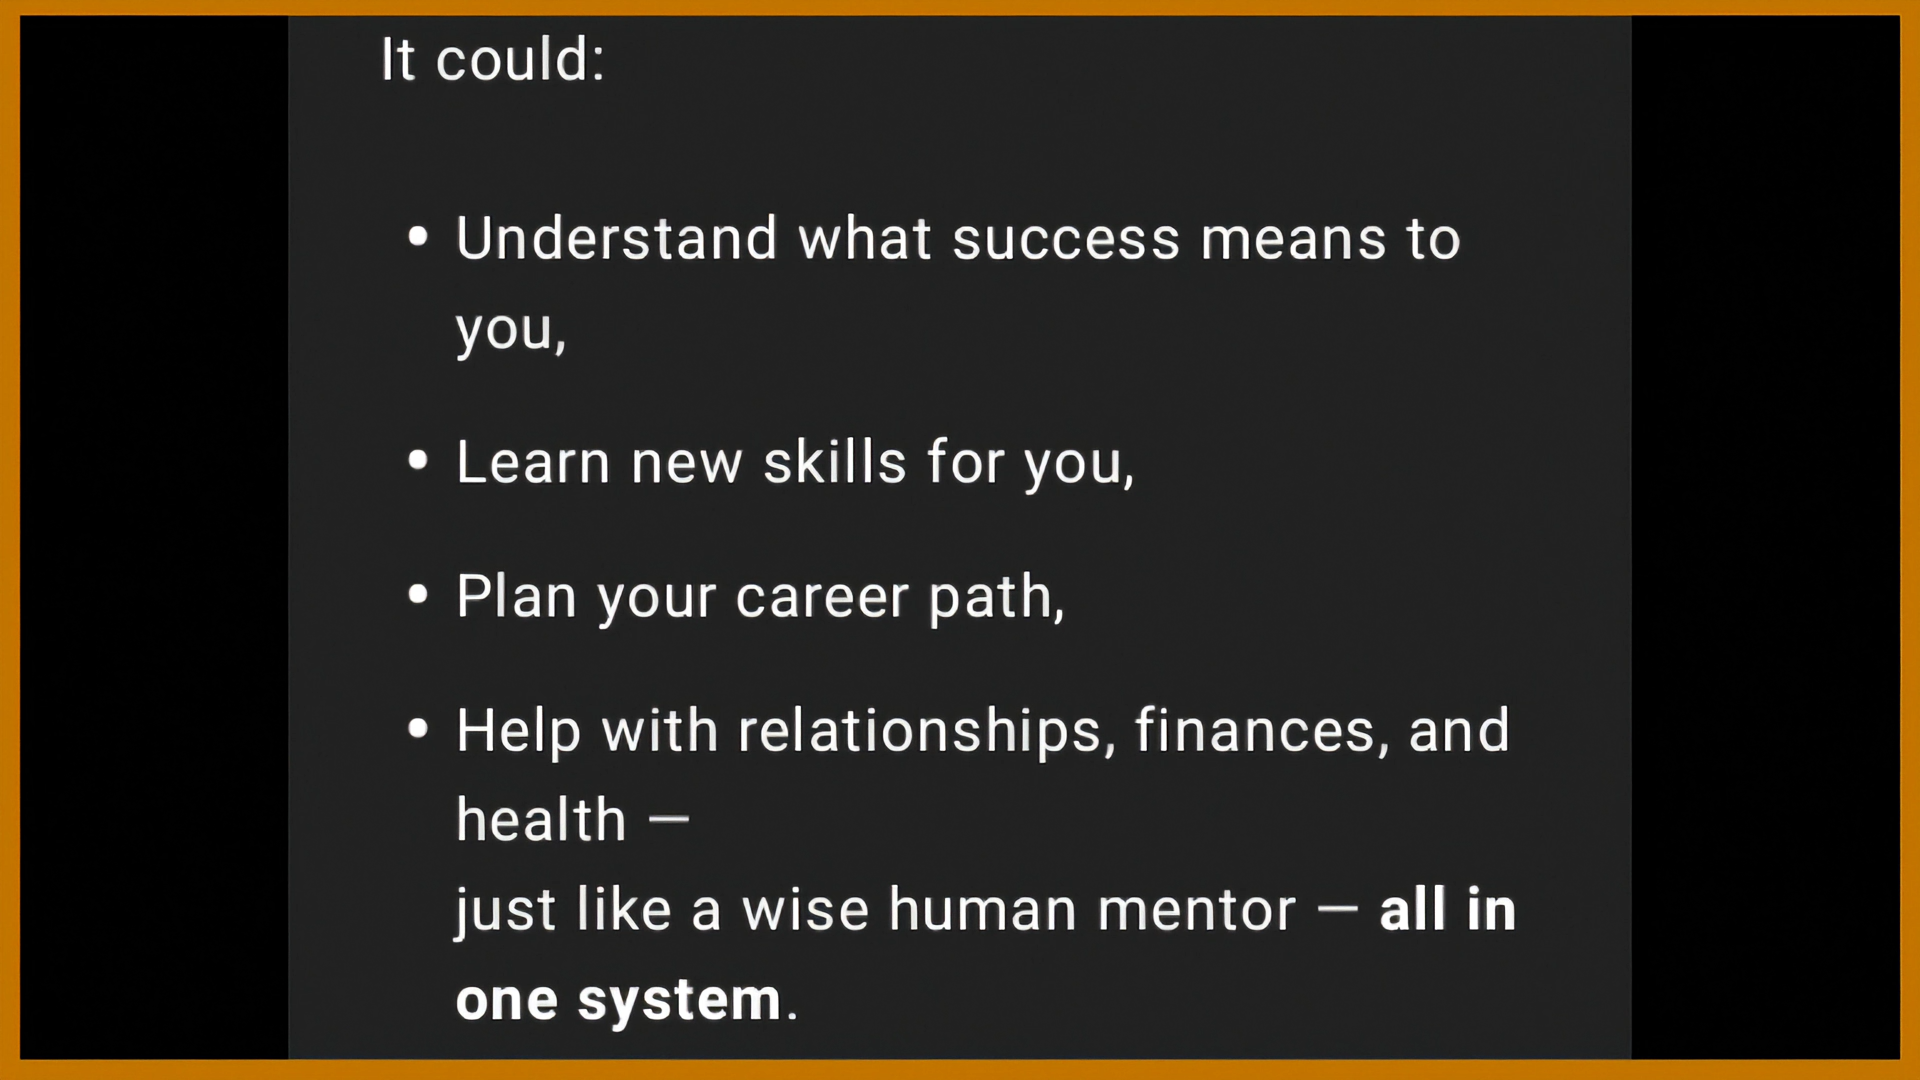 It could:
• Understand what success means to
you,
• Learn new skills for you,
• Plan your career path,
• Help with relationships, finances, and
health —
just like a wise human mentor — all in
one system.